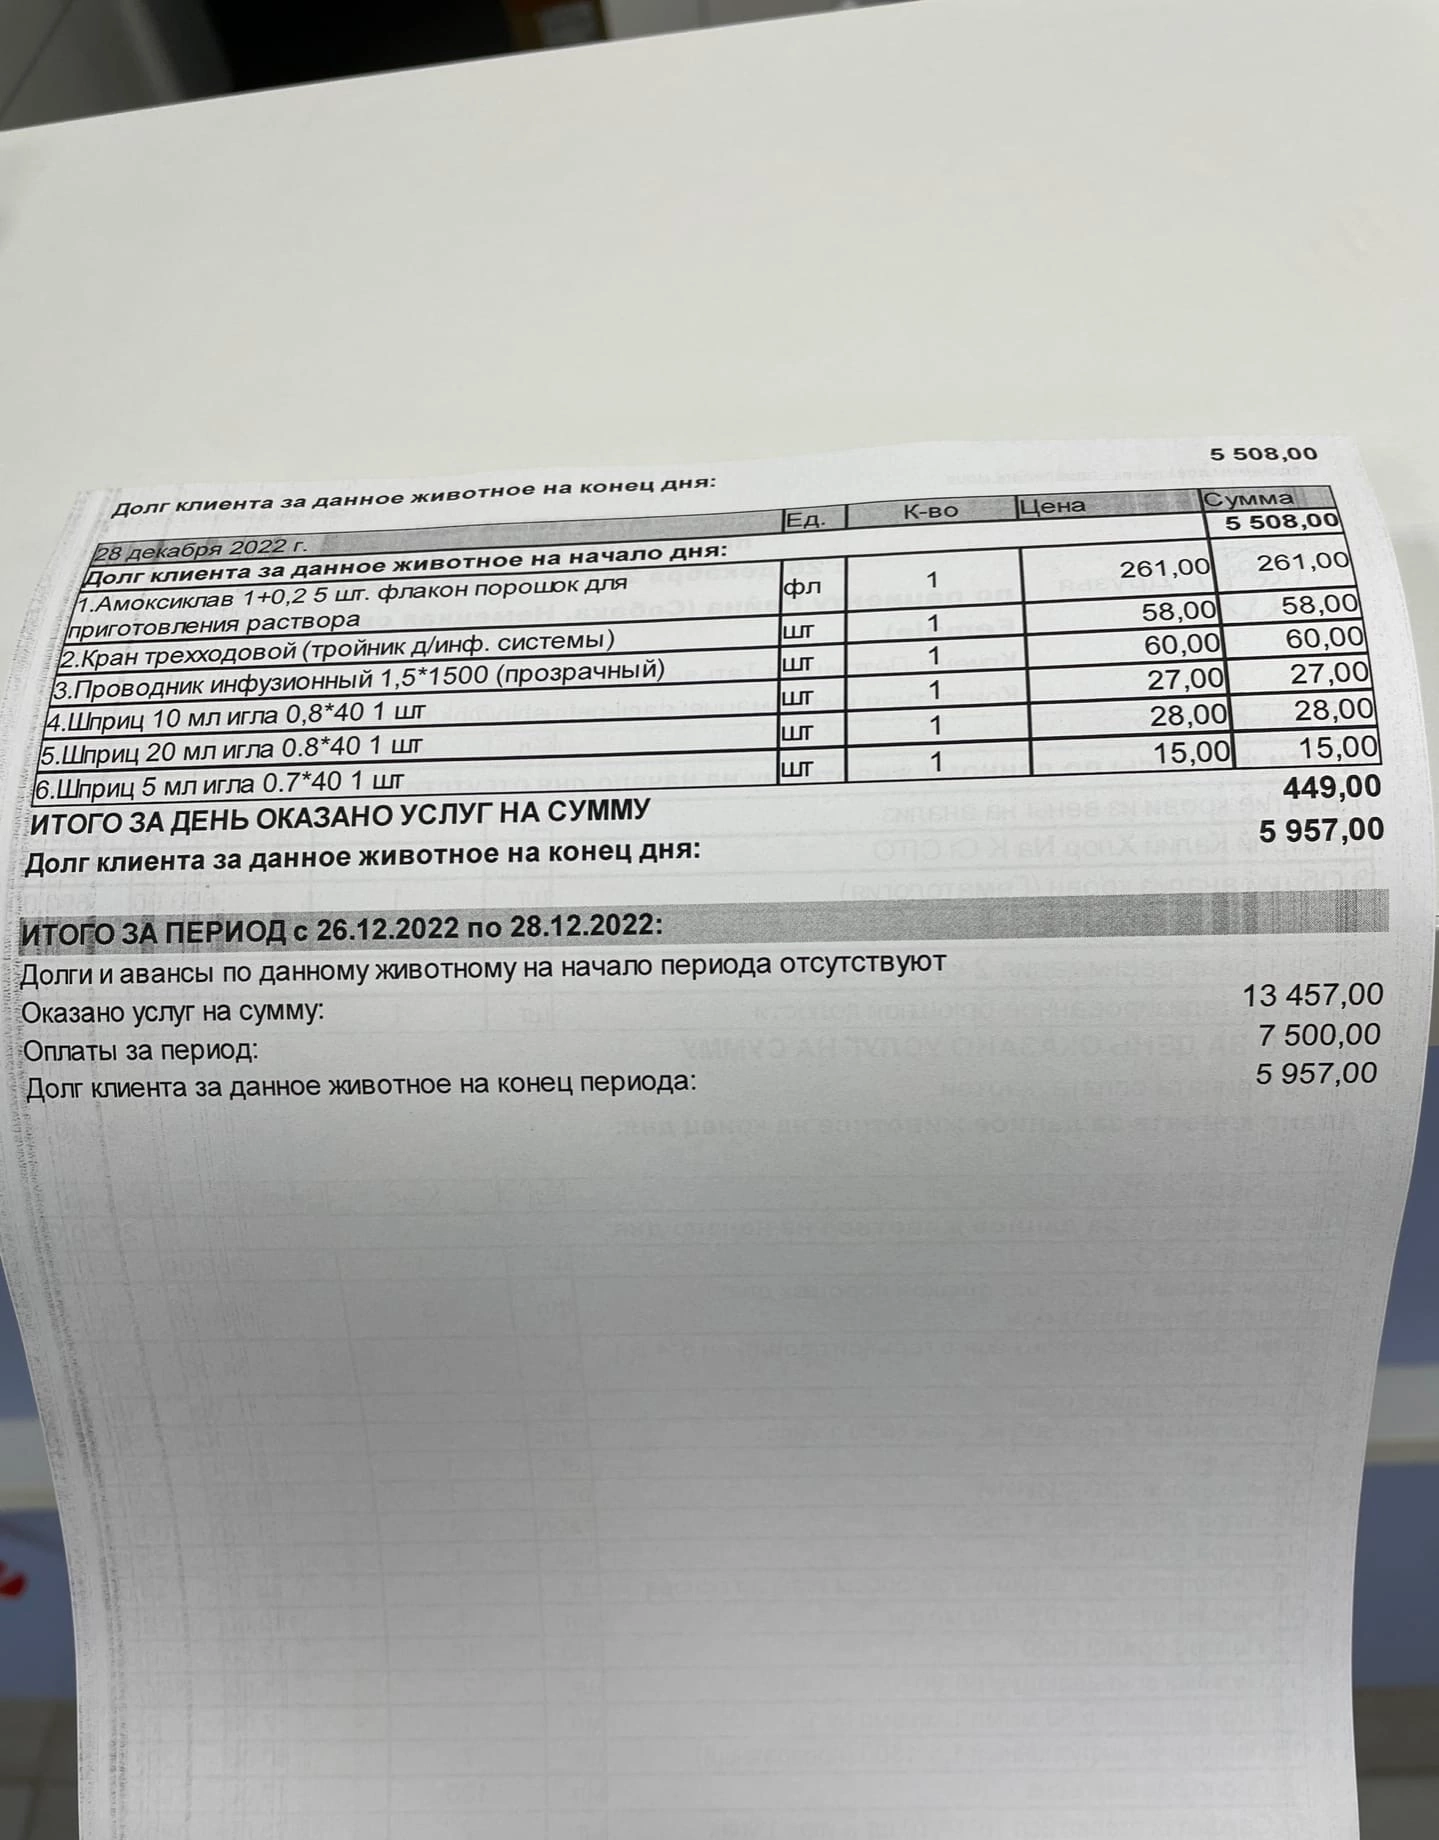 Долг клиента за данное животное на конец дня: 5 508,00
28 декабря 2022 г. Ед. К-во Цена Сумма
Долг клиента за данное животное на начало дня: 5 508,00
1.Амоксиклав 1+0,2 5 шт. флакон порошок для
приготовления раствора фл 1 261,00 261,00
2.Кран трехходовой (тройник д/инф. системы) шт 1 58,00 58,00
3.Проводник инфузионный 1,5*1500 (прозрачный) шт 1 60,00 60,00
4.Шприц 10 мл игла 0,8*40 1 шт шт 1 27,00 27,00
5.Шприц 20 мл игла 0.8*40 1 шт шт 1 28,00 28,00
6.Шприц 5 мл игла 0.7*40 1 шт шт 1 15,00 15,00
ИТОГО ЗА ДЕНЬ ОКАЗАНО УСЛУГ НА СУММУ 449,00
Долг клиента за данное животное на конец дня: 5 957,00
ИТОГО ЗА ПЕРИОД с 26.12.2022 по 28.12.2022:
Долги и авансы по данному животному на начало периода отсутствуют
Оказано услуг на сумму: 13 457,00
Оплаты за период: 7 500,00
Долг клиента за данное животное на конец периода: 5 957,00